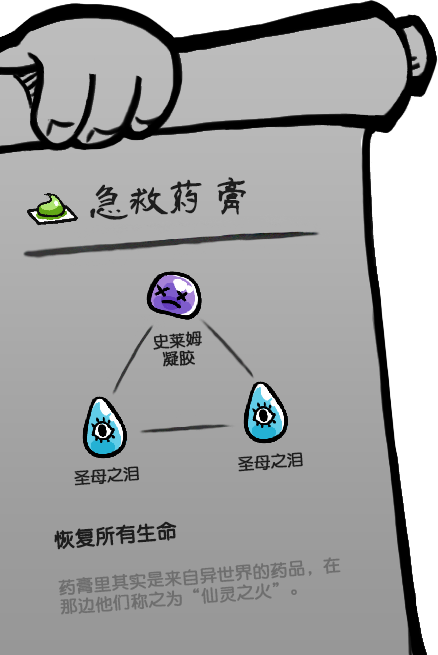 急救药膏
史莱姆
凝胶
圣母之泪
圣母之泪
恢复所有生命
药膏里其实是来自异世界的药品，在
那边他们称之为“仙灵之火”。